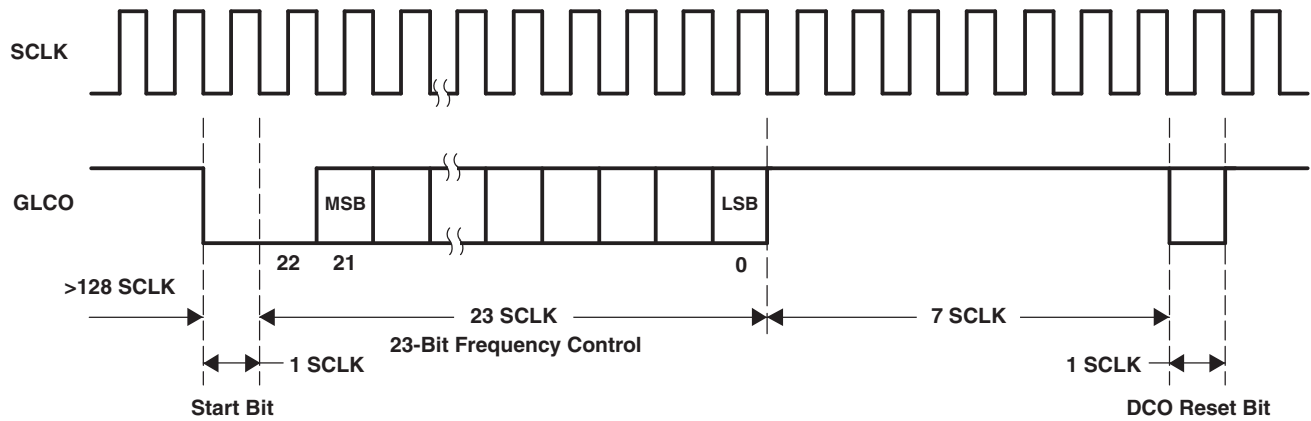 SCLK
GLCO
MSB
LSB
22
21
0
>128 SCLK
23 SCLK
7 SCLK
23-Bit Frequency Control
1 SCLK
1 SCLK
Start Bit
DCO Reset Bit